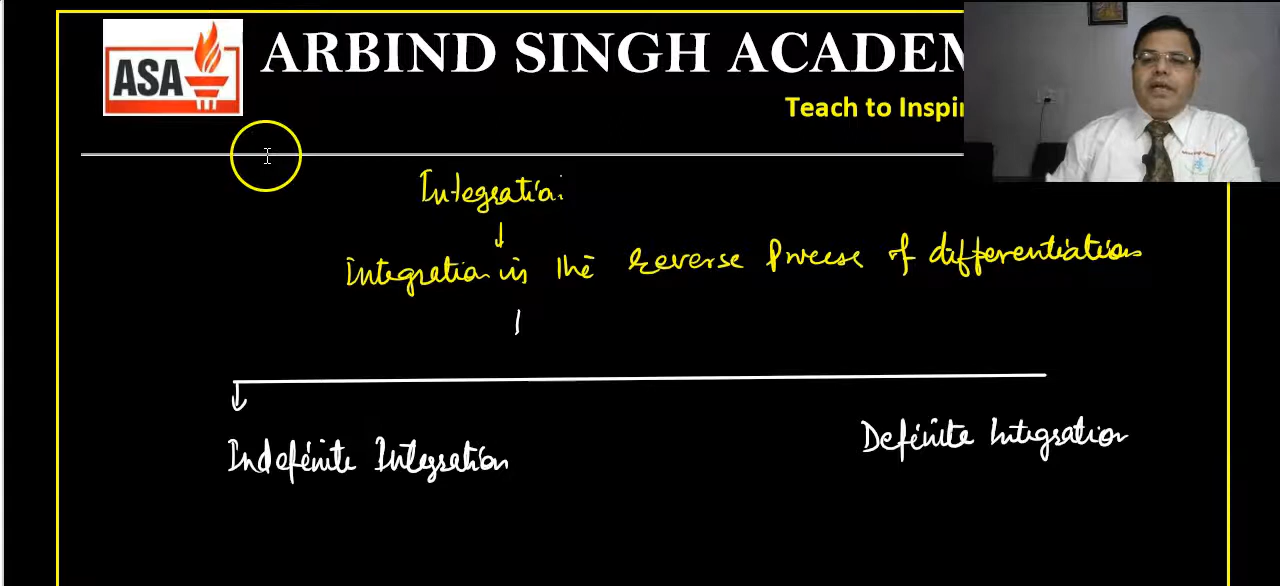 ASA
ARBIND SINGH ACADEM
Teach to Inspi
Integration
Integration is the reverse Process of differentiation
Indefinite Integration
Definite Integration